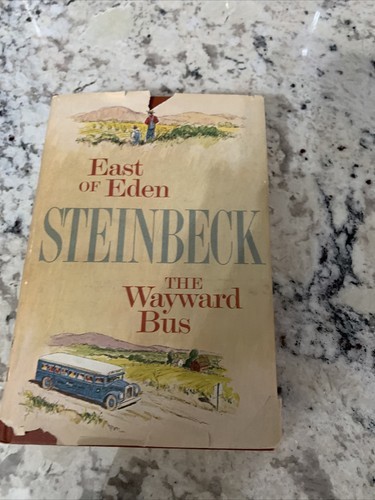 East
OF Eden
STEINBECK
THE
Wayward
Bus